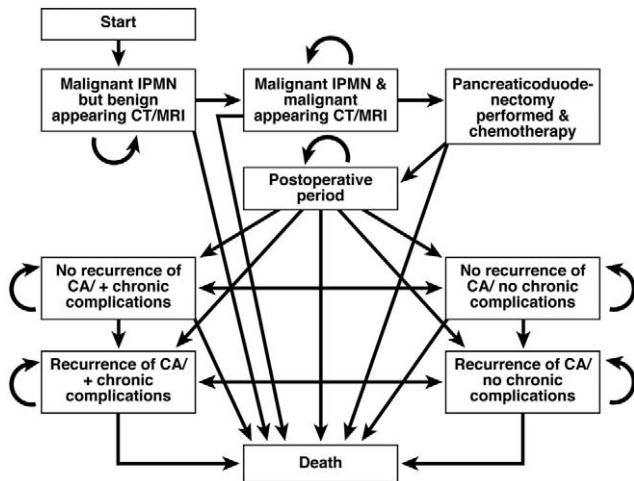 Start
Malignant IPMN
but benign
appearing CT/MRI
Malignant IPMN &
malignant
appearing CT/MRI
Pancreaticoduode-
nectomy
performed &
chemotherapy
Postoperative
period
No recurrence of
CA/ + chronic
complications
No recurrence of
CA/ no chronic
complications
Recurrence of CA/
+ chronic
complications
Recurrence of CA/
no chronic
complications
Death